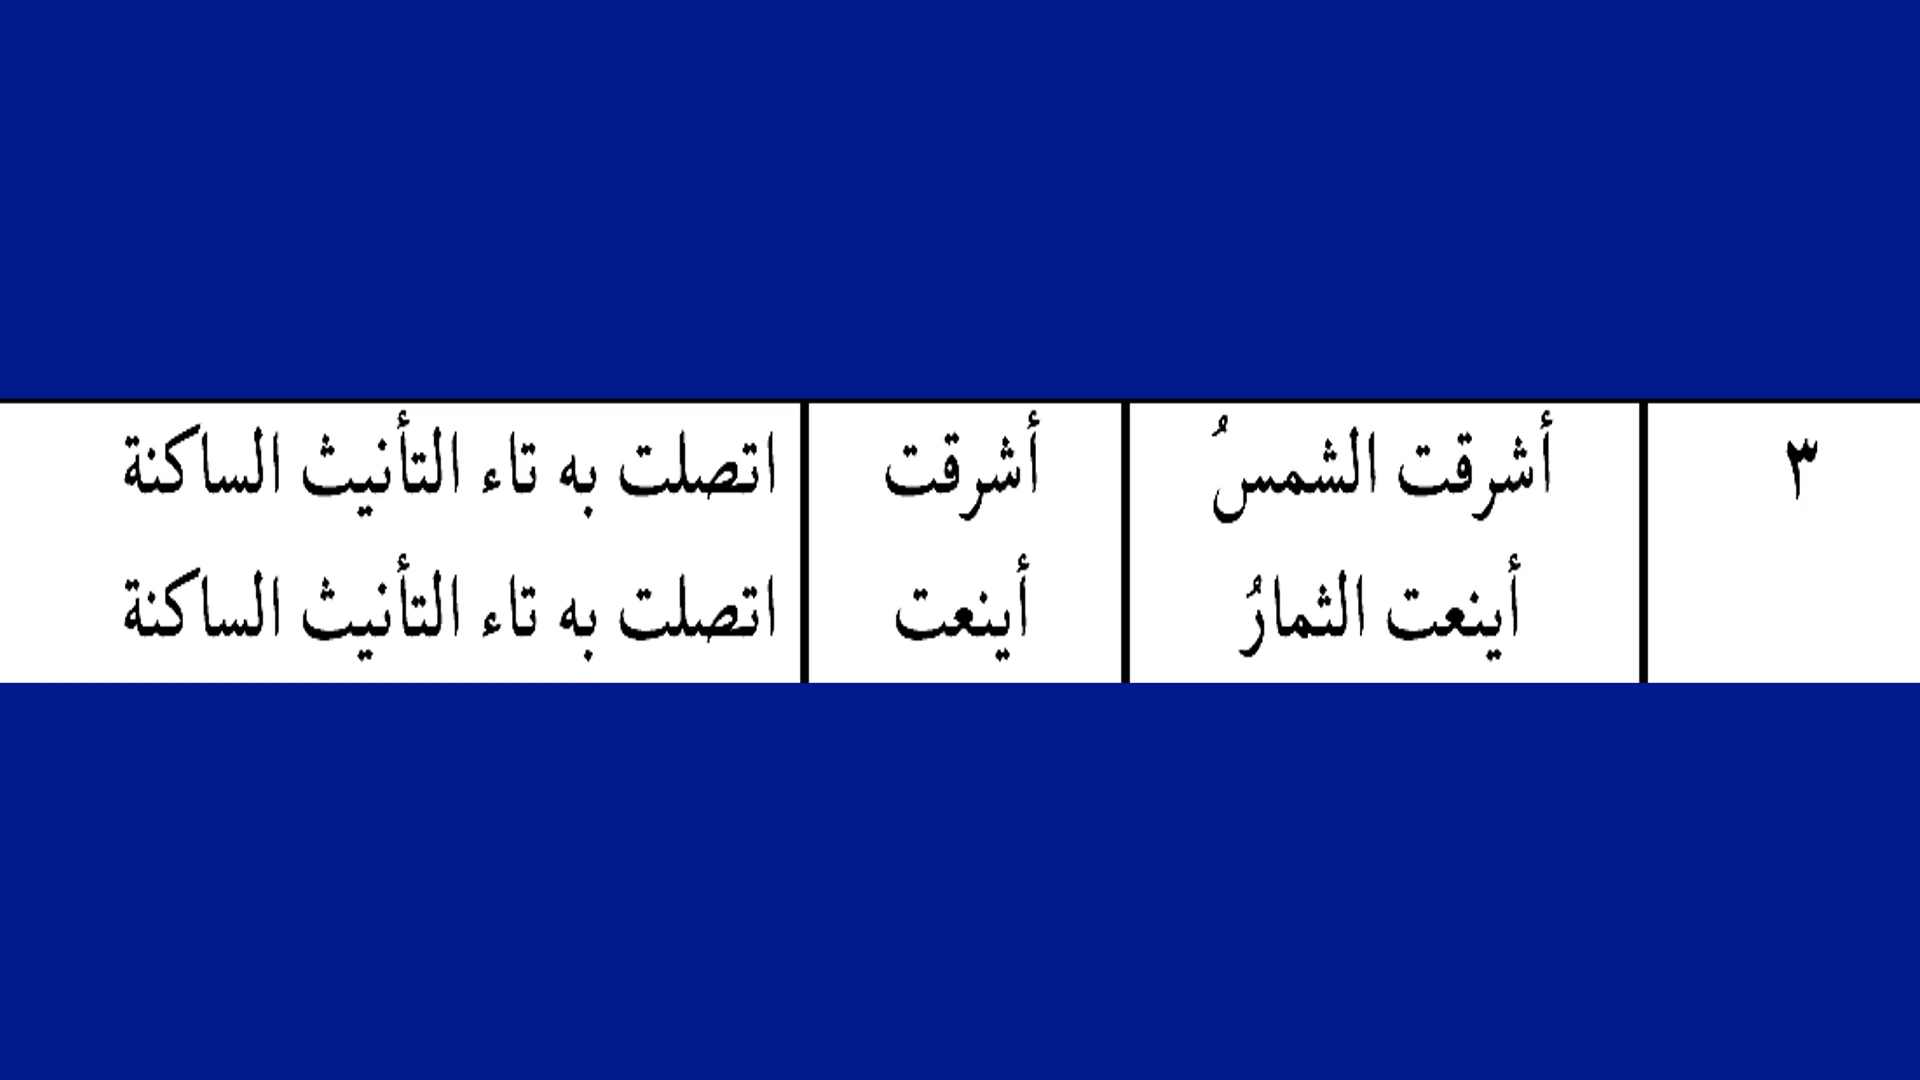 ٣ أشرقت الشمسُ أشرقت اتصلت به تاء التأنيث الساكنة
أينعت الثمارُ أينعت اتصلت به تاء التأنيث الساكنة